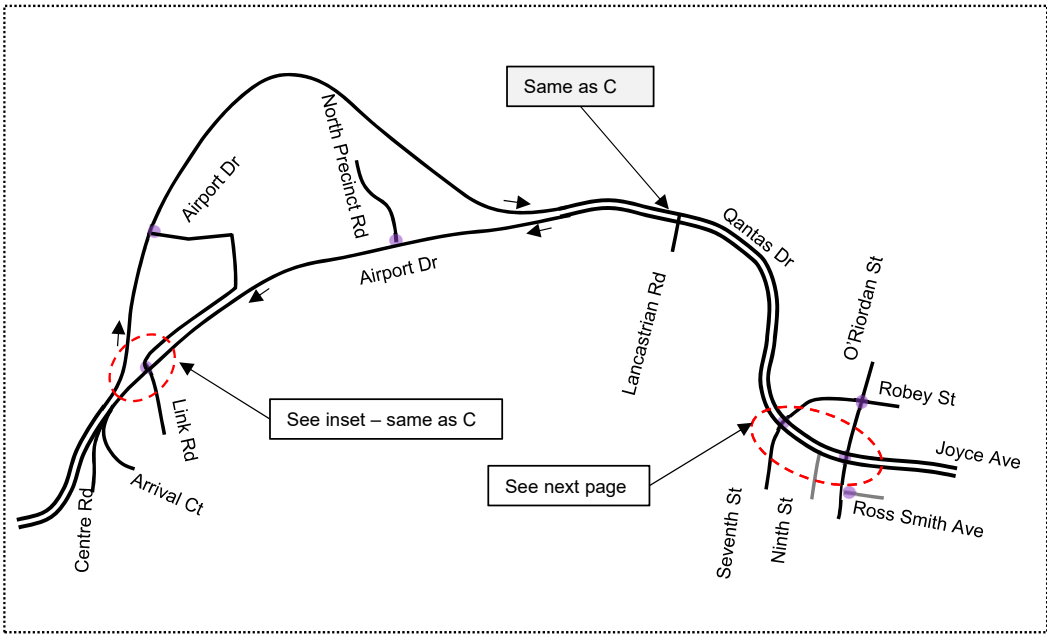 Same as C
North Precinct Rd
Airport Dr
Qantas Dr
Airport Dr
O'Riordan St
Lancastrian Rd
Robey St
See inset – same as C
Link Rd
Joyce Ave
See next page
Arrival Ct
Centre Rd
Seventh St
Ninth St
Ross Smith Ave